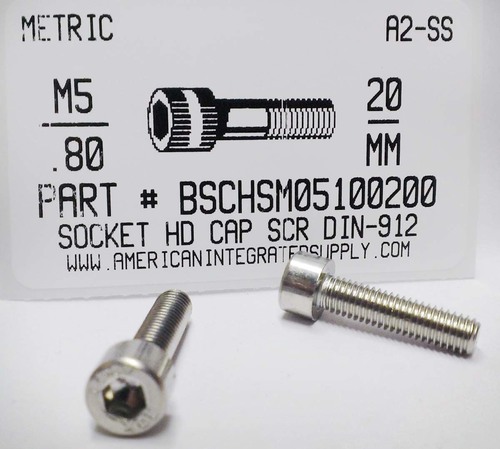 METRIC A2-SS
M5 20
.80 MM
PART # BSCHSM05100200
SOCKET HD CAP SCR DIN-912
WWW.AMERICANINTEGRATEDSUPPLY.COM